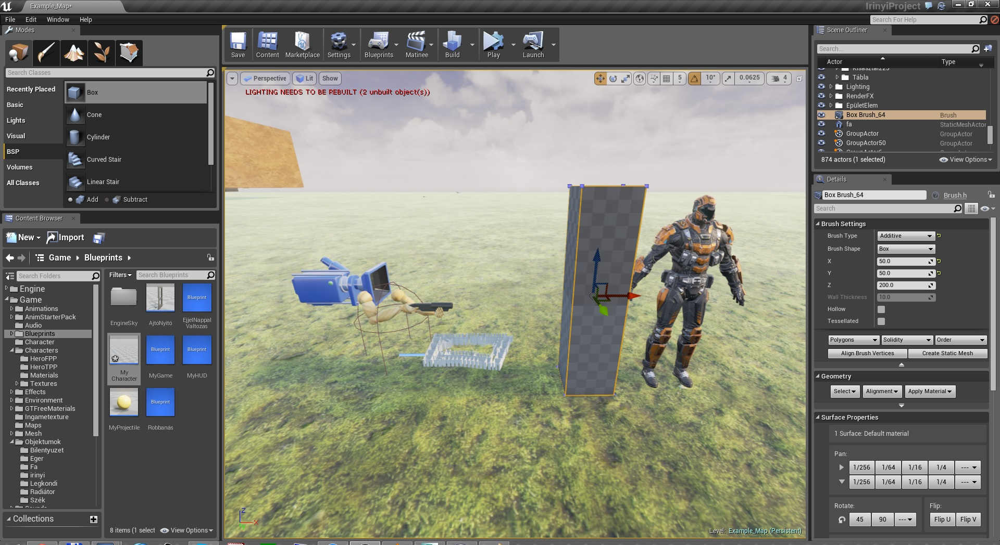 Example_Map*
IrinyiProject
File Edit Window Help
Search For Help
Modes
Search Classes
Recently Placed
Basic
Lights
Visual
BSP
Volumes
All Classes
Box
Cone
Cylinder
Curved Stair
Linear Stair
Add Subtract
Content Browser
New Import
Game Blueprints
Search Folders
Engine
Game
Animations
AnimStarterPack
Audio
Blueprints
Character
Characters
HeroFPP
HeroTPP
Materials
Textures
Effects
Environment
GTFreeMaterials
Ingametexture
Maps
Mesh
Objektumok
Bilentyuzet
Eger
Fa
irinyi
Legkondi
Radiátor
Szék
Collections
Filters Search Blueprints
Blueprint
EngineSky AjtóNyitó EjjelNappal
Valtozas
Blueprint Blueprint
My
Character MyGame MyHUD
Blueprint
MyProjectile Robbanás
8 items (1 select View Options
Save Content Marketplace Settings Blueprints Matinee Build Play Launch
Perspective Lit Show
5 10° 0.0625 4
LIGHTING NEEDS TO BE REBUILT (2 unbuilt object(s))
Z
X
Level: Example_Map (Persistent)
Scene Outliner
Search...
Actor Type
Tábla
Lighting
RenderFX
EpületElem
Box Brush_64 Brush
fa StaticMeshActor
GroupActor GroupActor
GroupActor50 GroupActor
874 actors (1 selected) View Options
Details
Box Brush_64 Brush.h
Search
Brush Settings
Brush Type Additive
Brush Shape Box
X 50.0
Y 50.0
Z 200.0
Wall Thickness 10.0
Hollow
Tessellated
Polygons Solidity Order
Align Brush Vertices Create Static Mesh
Geometry
Select Alignment Apply Material
Surface Properties
1 Surface: Default material
Pan:
1/256 1/64 1/16 1/4 ---
1/256 1/64 1/16 1/4 ---
Rotate: Flip:
45 90 --- Flip U Flip V